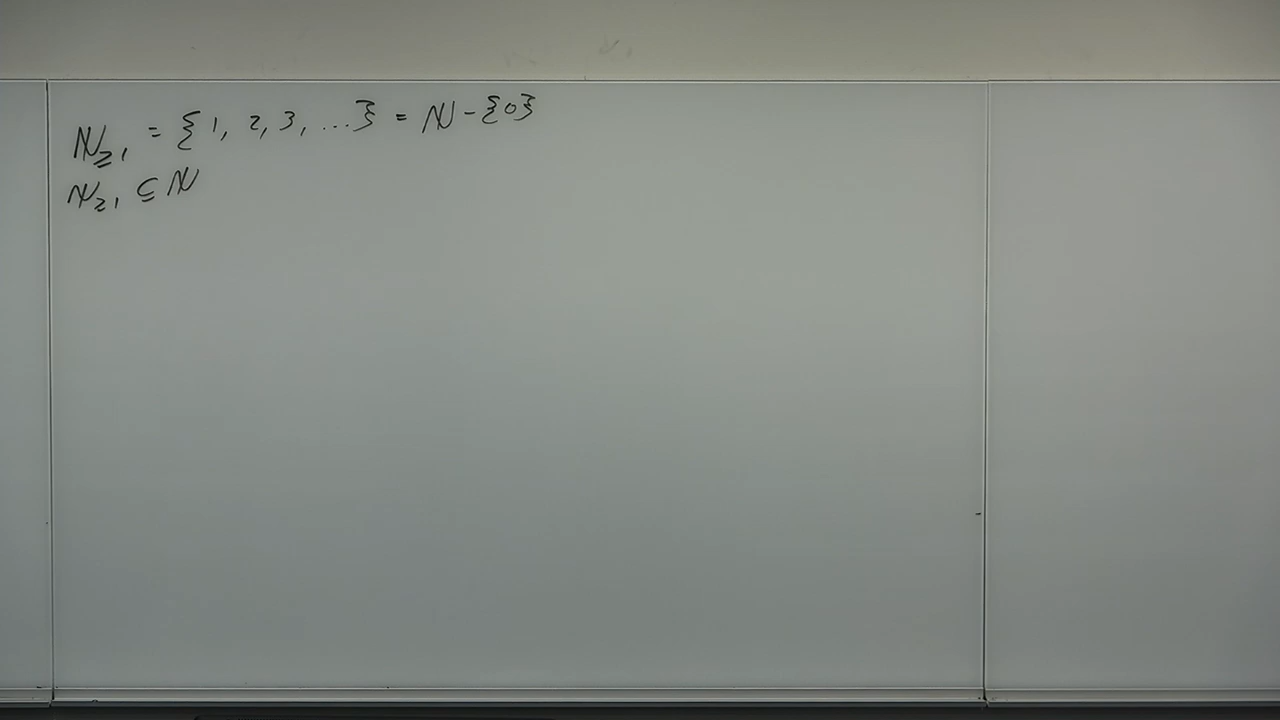 ℕ≥1 = {1, 2, 3, ...} = ℕ - {0}
ℕ≥1 ⊆ ℕ